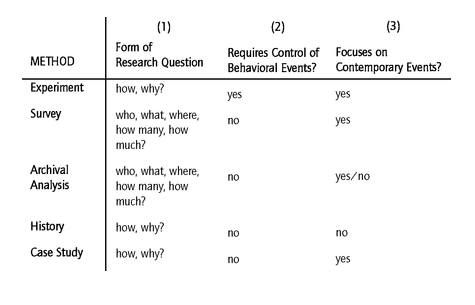 (1) (2) (3)
METHOD Form of Research Question Requires Control of Behavioral Events? Focuses on Contemporary Events?
Experiment how, why? yes yes
Survey who, what, where, no yes
how many, how
much?
Archival who, what, where, no yes/no
Analysis how many, how
much?
History how, why? no no
Case Study how, why? no yes